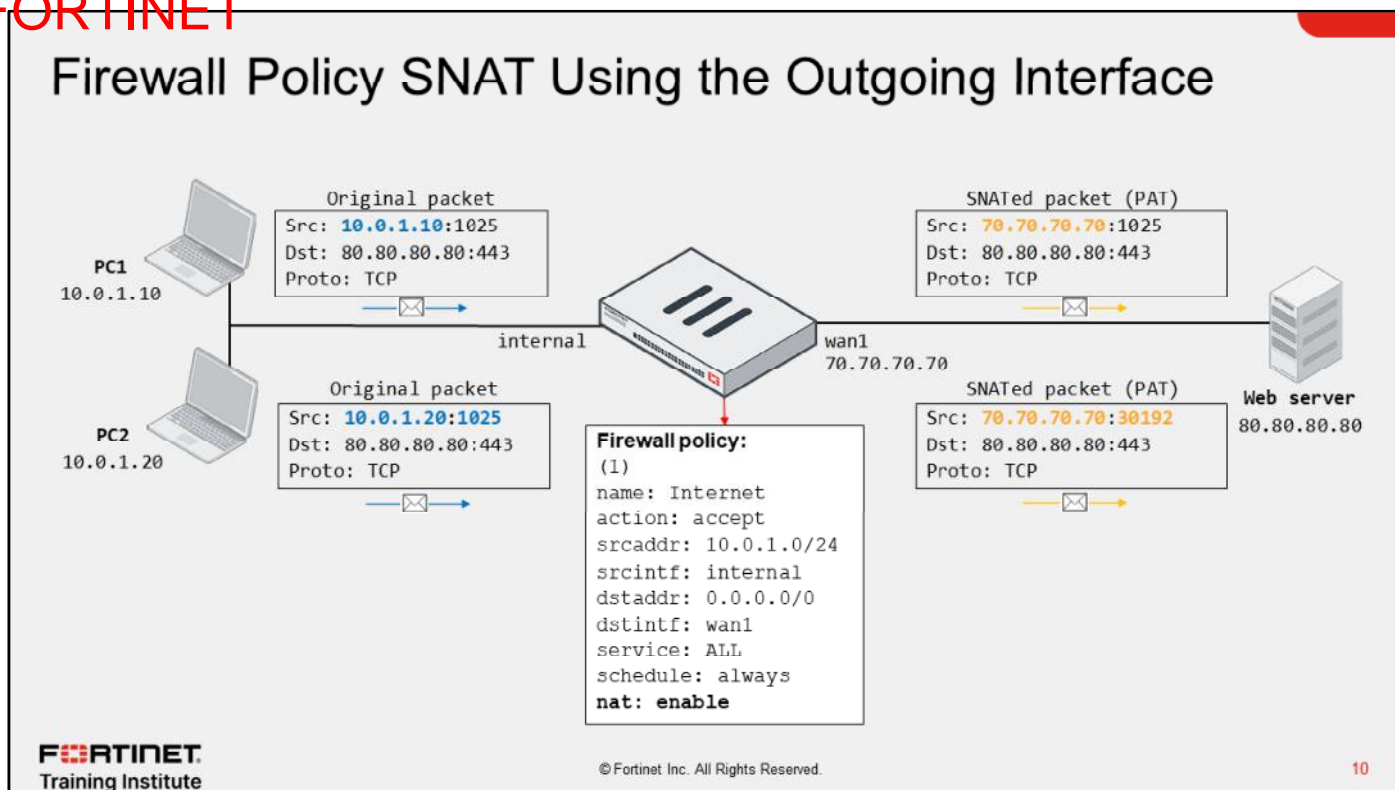 FORTINET
Firewall Policy SNAT Using the Outgoing Interface
Original packet
Src: 10.0.1.10:1025
Dst: 80.80.80.80:443
Proto: TCP
PC1
10.0.1.10
SNATed packet (PAT)
Src: 70.70.70.70:1025
Dst: 80.80.80.80:443
Proto: TCP
internal
wan1
70.70.70.70
Original packet
Src: 10.0.1.20:1025
Dst: 80.80.80.80:443
Proto: TCP
PC2
10.0.1.20
SNATed packet (PAT)
Src: 70.70.70.70:30192
Dst: 80.80.80.80:443
Proto: TCP
Web server
80.80.80.80
Firewall policy:
(1)
name: Internet
action: accept
srcaddr: 10.0.1.0/24
srcintf: internal
dstaddr: 0.0.0.0/0
dstintf: wan1
service: ALL
schedule: always
nat: enable
FORTINET
Training Institute
© Fortinet Inc. All Rights Reserved.
10